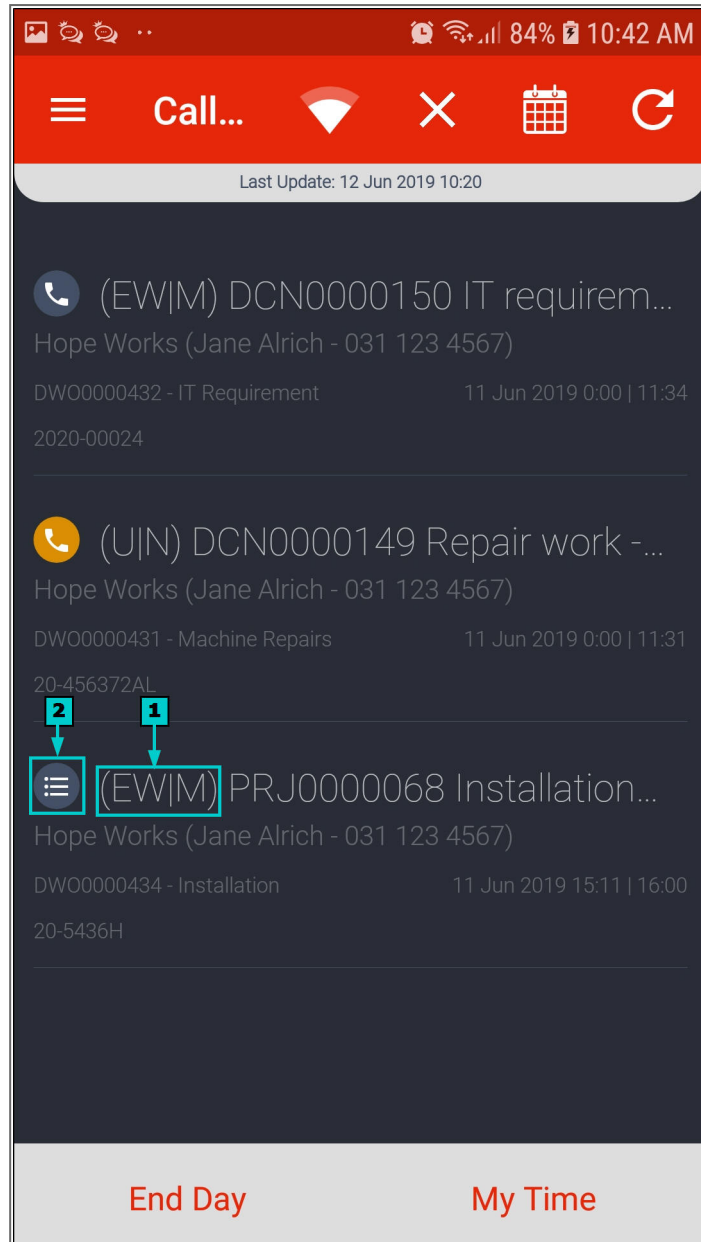 84% 10:42 AM
Call...
Last Update: 12 Jun 2019 10:20
(EW|M) DCN0000150 IT requirem...
Hope Works (Jane Alrich - 031 123 4567)
DWO0000432 - IT Requirement 11 Jun 2019 0:00 | 11:34
2020-00024
(U|N) DCN0000149 Repair work -...
Hope Works (Jane Alrich - 031 123 4567)
DWO0000431 - Machine Repairs 11 Jun 2019 0:00 | 11:31
20-456372AL
2 1
(EW|M) PRJ0000068 Installation...
Hope Works (Jane Alrich - 031 123 4567)
DWO0000434 - Installation 11 Jun 2019 15:11 | 16:00
20-5436H
End Day My Time